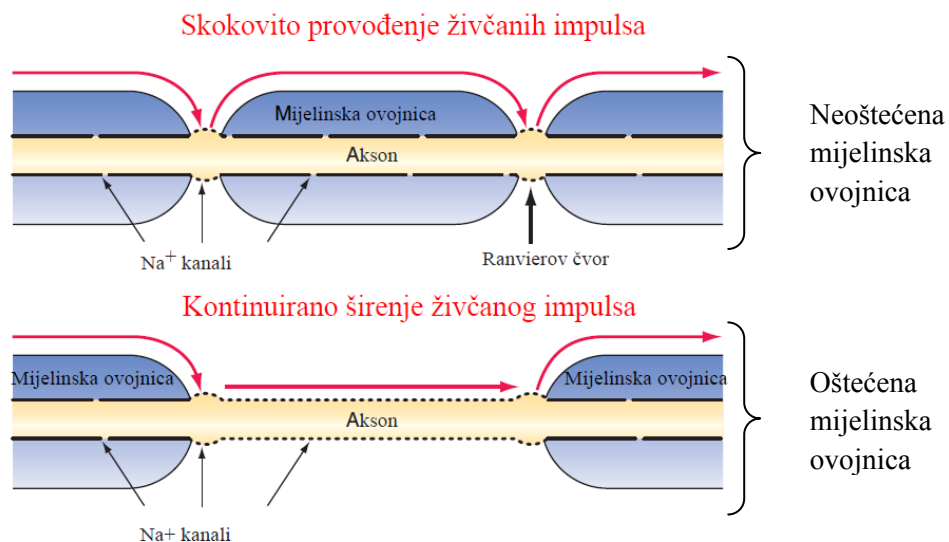 Skokovito provođenje živčanih impulsa
Mijelinska ovojnica
Akson
Na+ kanali
Ranvierov čvor
Neoštećena
mijelinska
ovojnica
Kontinuirano širenje živčanog impulsa
Mijelinska ovojnica
Mijelinska ovojnica
Akson
Na+ kanali
Oštećena
mijelinska
ovojnica